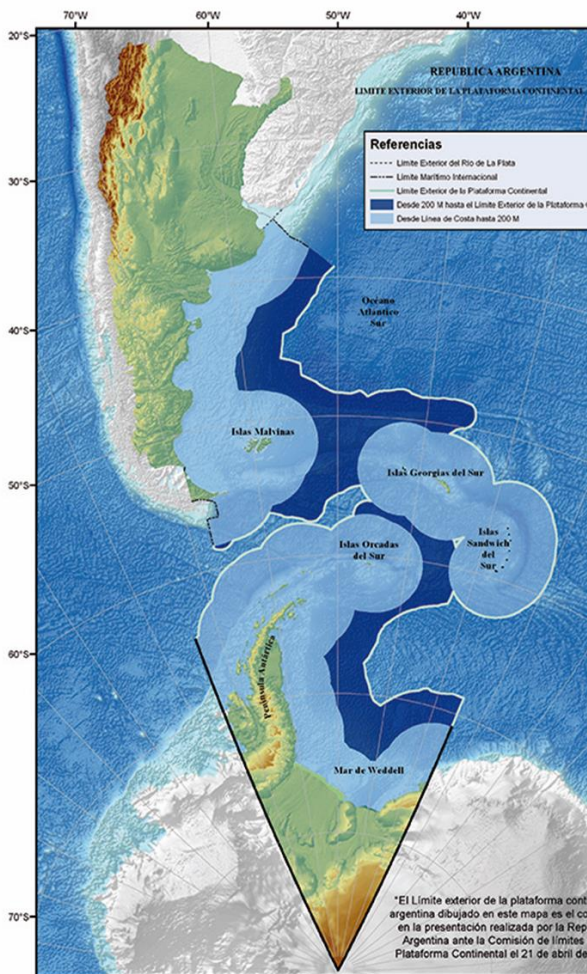 70°W
60°W
50°W
40°W
20°S
REPUBLICA ARGENTINA
LIMITE EXTERIOR DE LA PLATAFORMA CONTINENTAL
Referencias
Límite Exterior del Río de La Plata
Límite Marítimo Internacional
Límite Exterior de la Plataforma Continental
Desde 200 M hasta el Límite Exterior de la Plataforma
Desde Línea de Costa hasta 200 M
30°S
Océano
Atlántico
Sur
40°S
Islas Malvinas
Islas Georgias del Sur
50°S
Islas Orcadas
del Sur
Islas
Sandwich
del
Sur
60°S
Península Antártica
Mar de Weddell
70°S
"El Límite exterior de la plataforma cont
argentina dibujado en este mapa es el co
en la presentación realizada por la Rep
Argentina ante la Comisión de límites
Plataforma Continental el 21 de abril de